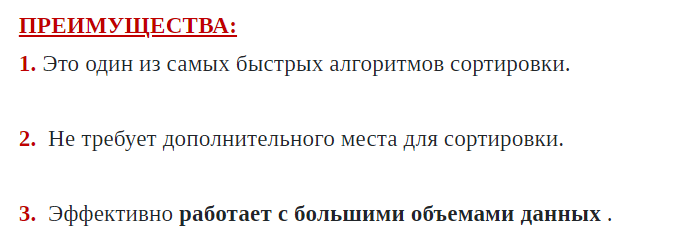 ПРЕИМУЩЕСТВА:
1. Это один из самых быстрых алгоритмов сортировки.
2. Не требует дополнительного места для сортировки.
3. Эффективно работает с большими объемами данных .